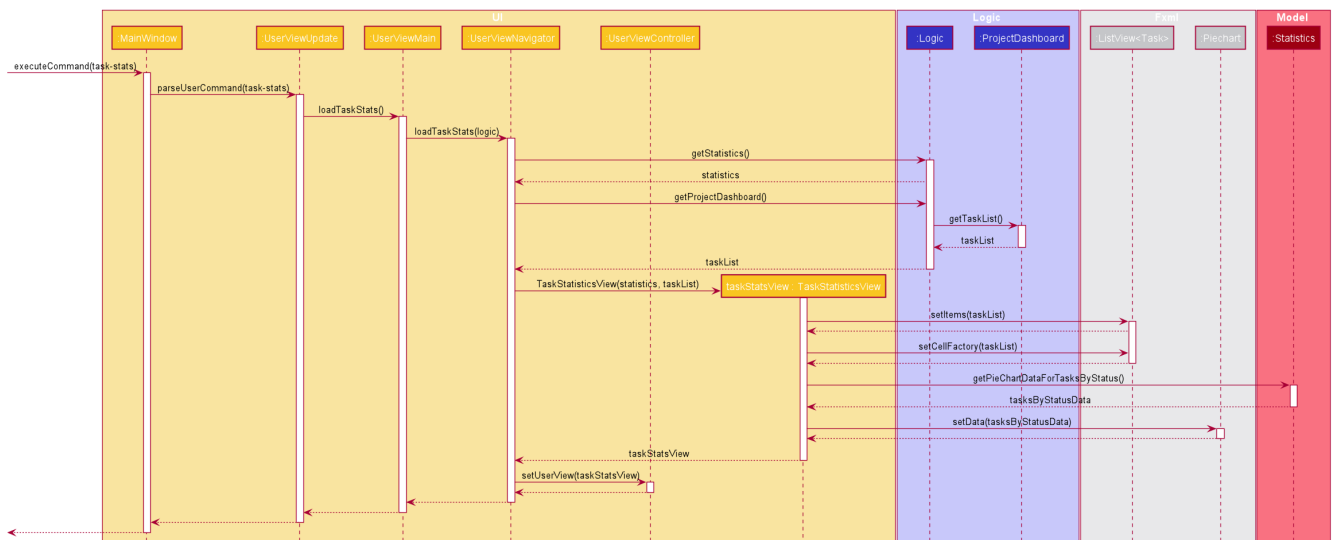 UI
Logic
Fxml
Model
:MainWindow
:UserViewUpdate
:UserViewMain
:UserViewNavigator
:UserViewController
:Logic
:ProjectDashboard
:ListView<Task>
:Piechart
:Statistics
executeCommand(task-stats)
parseUserCommand(task-stats)
loadTaskStats()
loadTaskStats(logic)
getStatistics()
statistics
getProjectDashboard()
getTaskList()
taskList
taskList
TaskStatisticsView(statistics, taskList)
taskStatsView : TaskStatisticsView
setItems(taskList)
setCellFactory(taskList)
getPieChartDataForTasksByStatus()
tasksByStatusData
setData(tasksByStatusData)
taskStatsView
setUserView(taskStatsView)